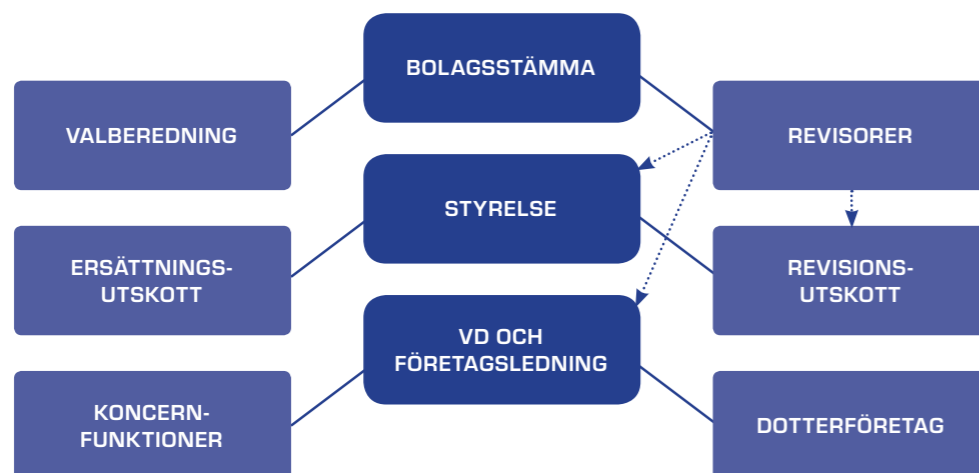 BOLAGSSTÄMMA
VALBEREDNING
REVISORER
STYRELSE
ERSÄTTNINGS-
UTSKOTT
REVISIONS-
UTSKOTT
VD OCH
FÖRETAGSLEDNING
KONCERN-
FUNKTIONER
DOTTERFÖRETAG